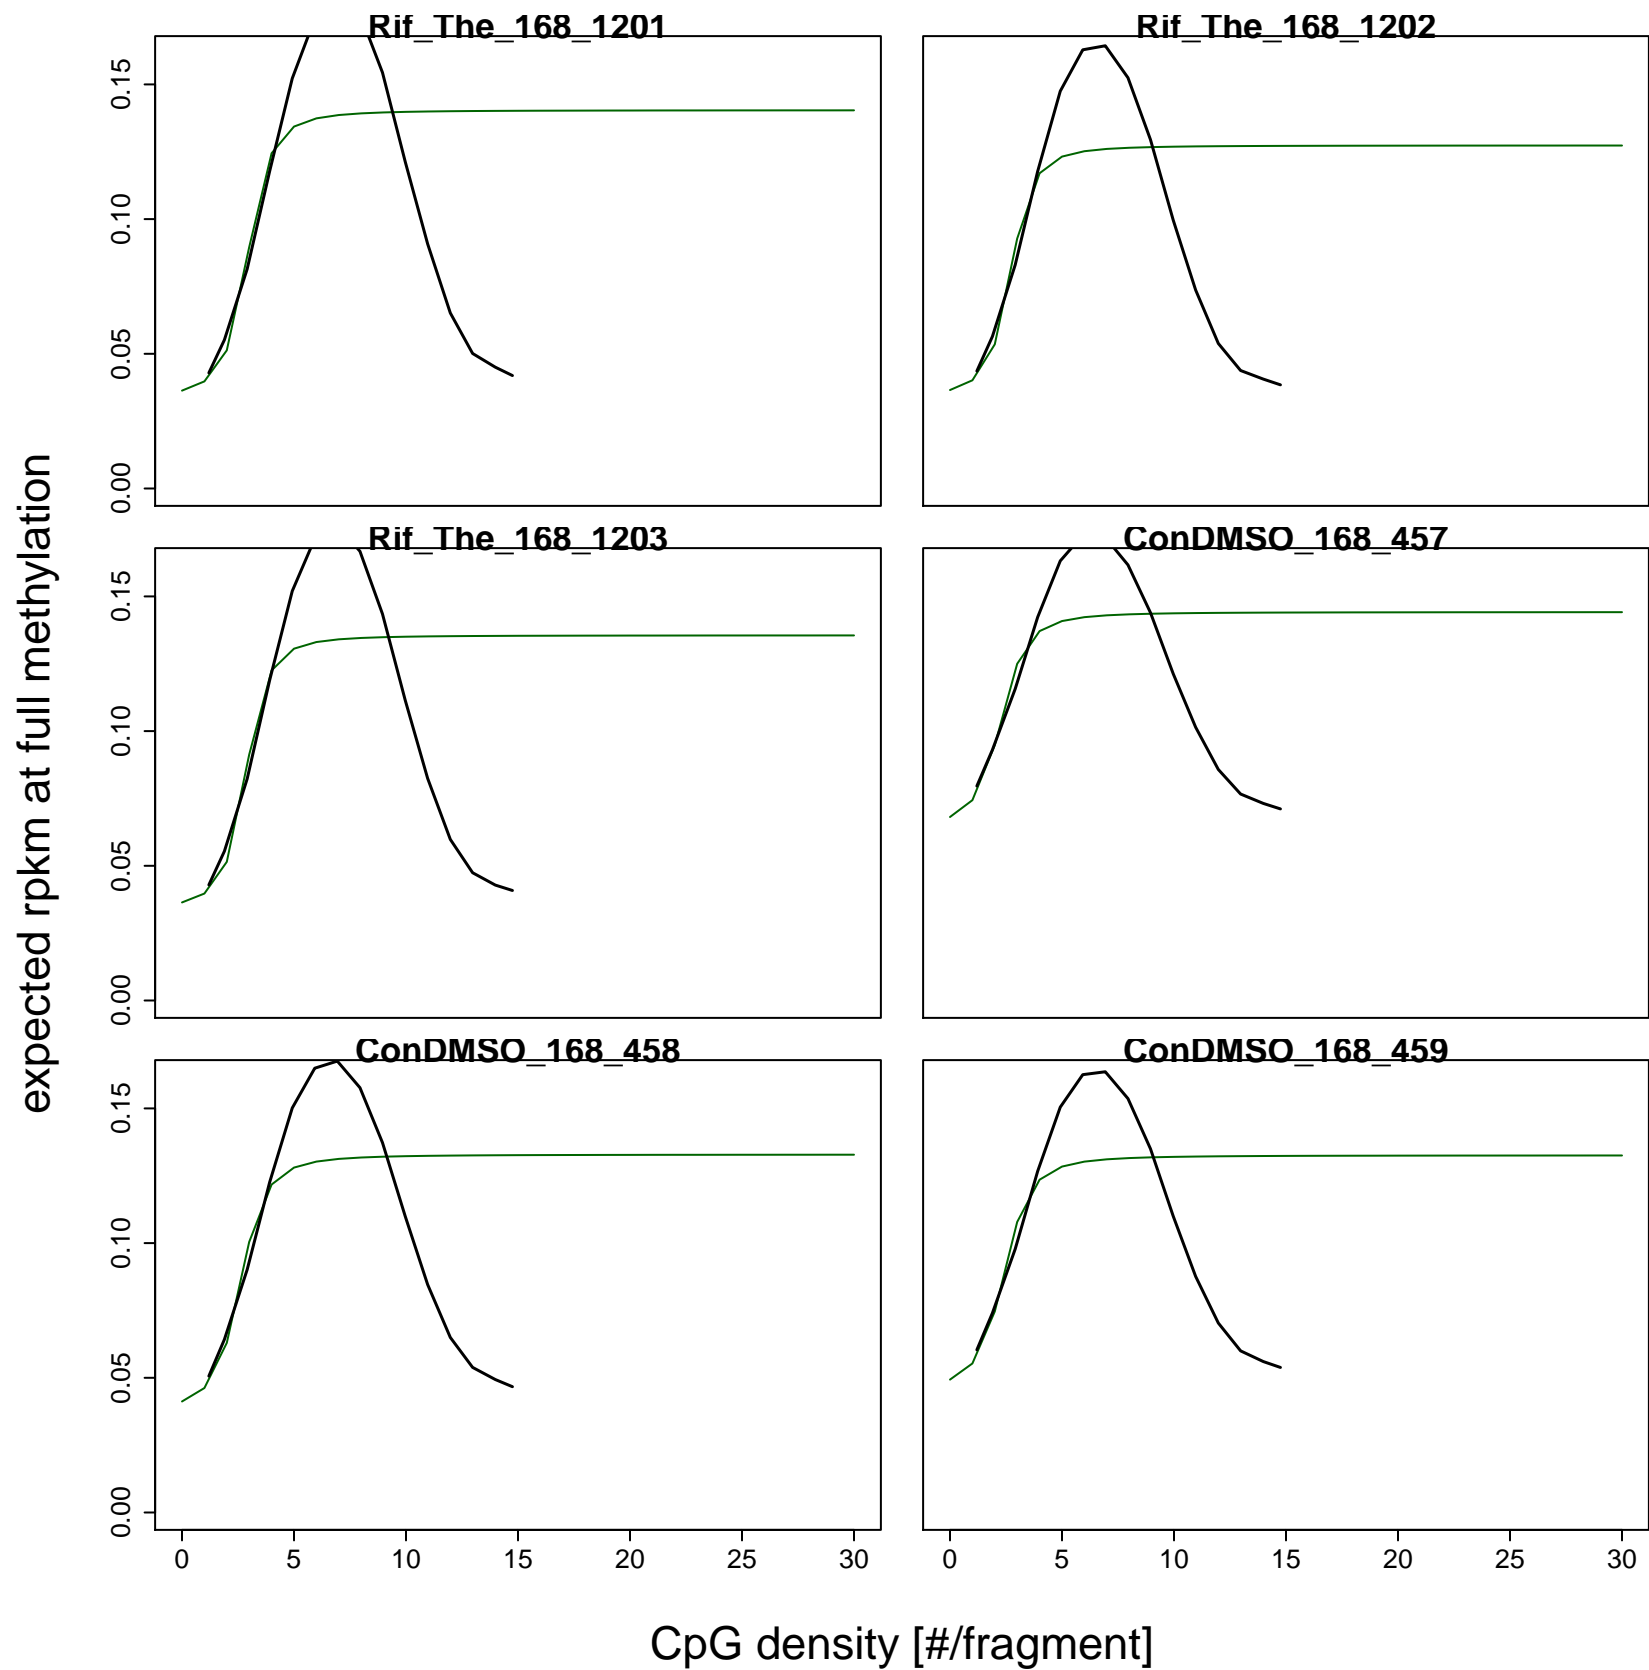 Rif_The_168_1201
Rif_The_168_1202
0.15
0.10
0.05
0.00
Rif_The_168_1203
ConDMSO_168_457
0.15
0.10
0.05
0.00
ConDMSO_168_458
ConDMSO_168_459
0.15
0.10
0.05
0.00
0 5 10 15 20 25 30
0 5 10 15 20 25 30
expected rpkm at full methylation
CpG density [#/fragment]